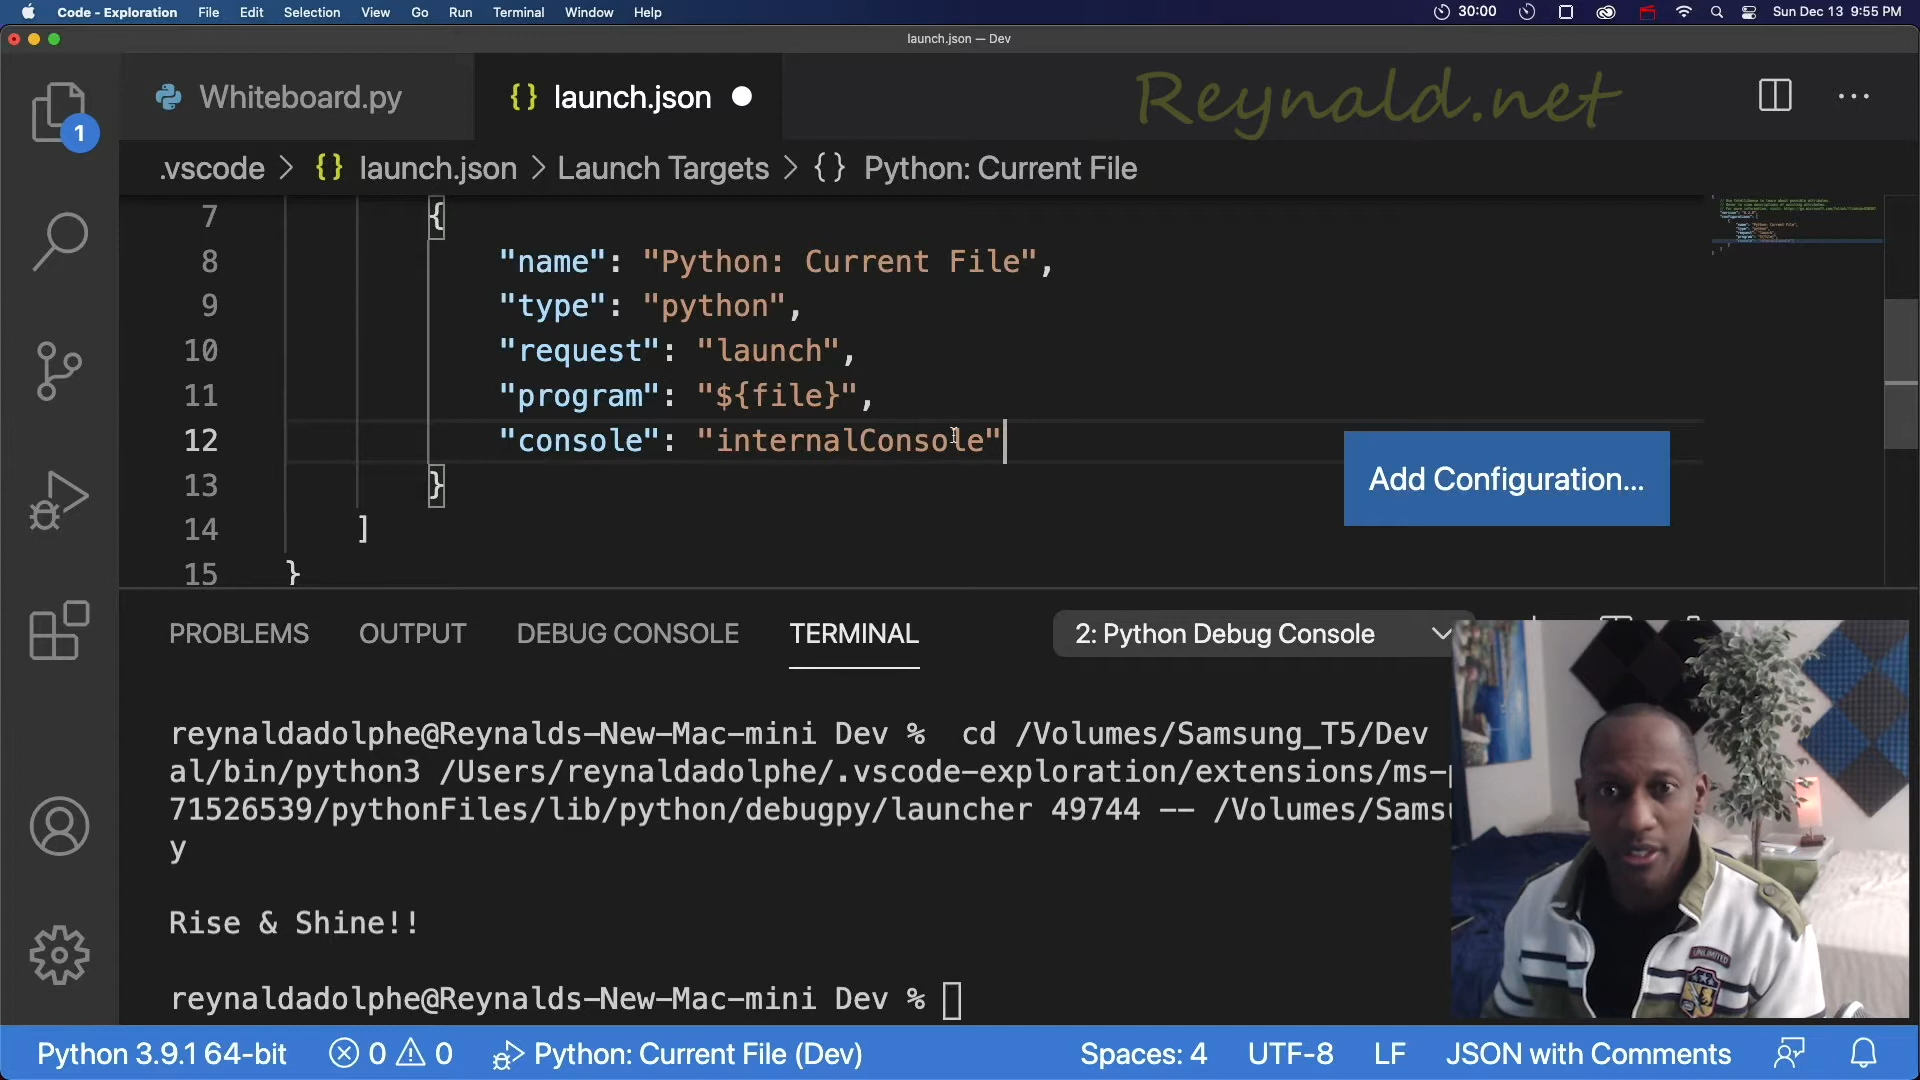 Code - Exploration File Edit Selection View Go Run Terminal Window Help 30:00 Sun Dec 13 9:55 PM
launch.json — Dev
Whiteboard.py {} launch.json Reynald.net
1
.vscode > {} launch.json > Launch Targets > {} Python: Current File
7 {
8 "name": "Python: Current File",
9 "type": "python",
10 "request": "launch",
11 "program": "${file}",
12 "console": "internalConsole"
13 }
Add Configuration...
14 ]
15 }
PROBLEMS OUTPUT DEBUG CONSOLE TERMINAL 2: Python Debug Console
reynaldadolphe@Reynalds-New-Mac-mini Dev % cd /Volumes/Samsung_T5/Dev
al/bin/python3 /Users/reynaldadolphe/.vscode-exploration/extensions/ms-
71526539/pythonFiles/lib/python/debugpy/launcher 49744 -- /Volumes/Sams
y
Rise & Shine!!
reynaldadolphe@Reynalds-New-Mac-mini Dev %
UNLIMITED
Python 3.9.1 64-bit 0 0 Python: Current File (Dev) Spaces: 4 UTF-8 LF JSON with Comments